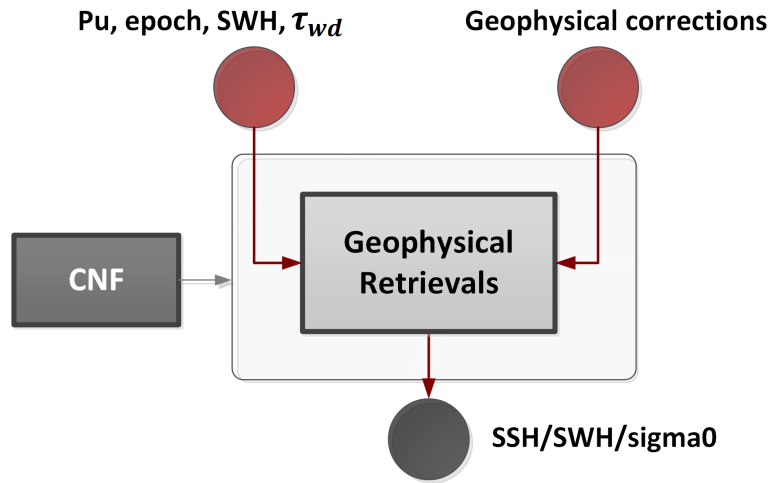 Pu, epoch, SWH, τ_wd
Geophysical corrections
Geophysical
Retrievals
CNF
SSH/SWH/sigma0